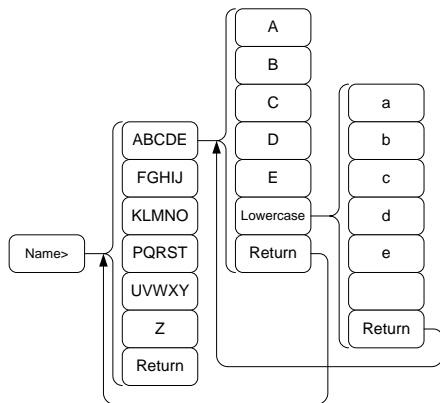 Name>
ABCDE
FGHIJ
KLMNO
PQRST
UVWXY
Z
Return
A
B
C
D
E
Lowercase
Return
a
b
c
d
e
Return